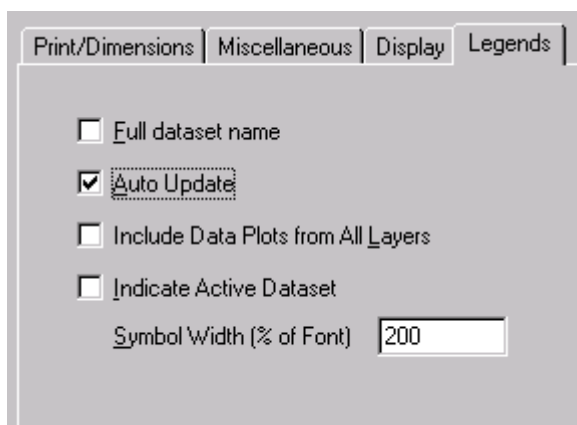 Print/Dimensions Miscellaneous Display Legends
Full dataset name
Auto Update
Include Data Plots from All Layers
Indicate Active Dataset
Symbol Width (% of Font) 200